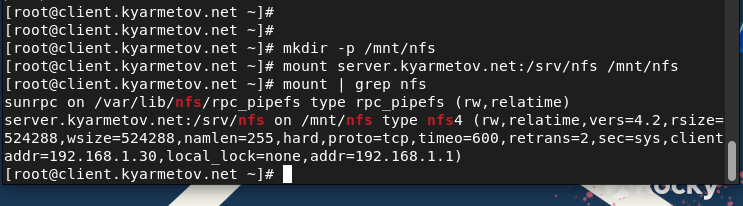 [root@client.kyarmetov.net ~]#
[root@client.kyarmetov.net ~]#
[root@client.kyarmetov.net ~]# mkdir -p /mnt/nfs
[root@client.kyarmetov.net ~]# mount server.kyarmetov.net:/srv/nfs /mnt/nfs
[root@client.kyarmetov.net ~]# mount | grep nfs
sunrpc on /var/lib/nfs/rpc_pipefs type rpc_pipefs (rw,relatime)
server.kyarmetov.net:/srv/nfs on /mnt/nfs type nfs4 (rw,relatime,vers=4.2,rsize=
524288,wsize=524288,namlen=255,hard,proto=tcp,timeo=600,retrans=2,sec=sys,client
addr=192.168.1.30,local_lock=none,addr=192.168.1.1)
[root@client.kyarmetov.net ~]#